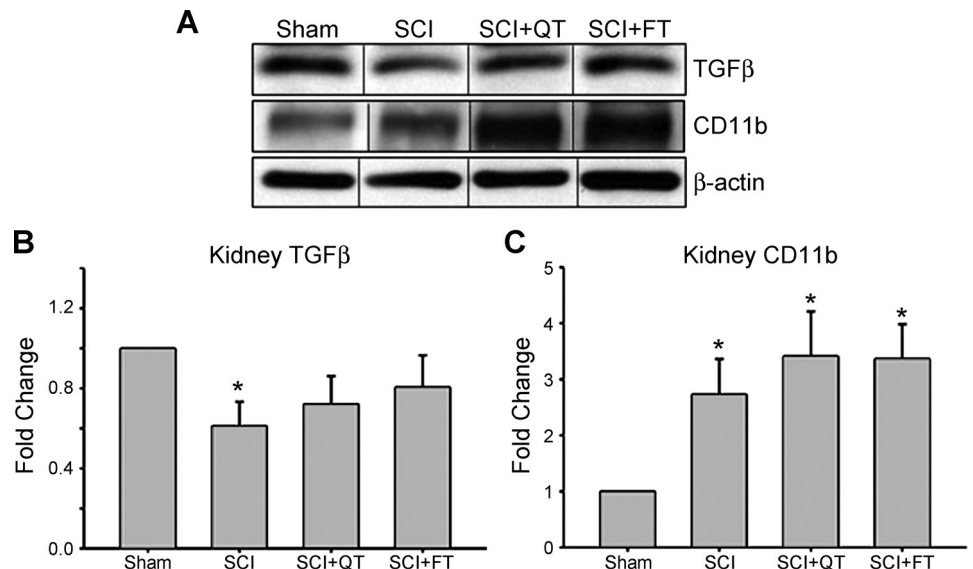 A
Sham SCI SCI+QT SCI+FT
TGFβ
CD11b
β-actin
B
Kidney TGFβ
Fold Change
1.2
0.8
0.4
0.0
*
Sham SCI SCI+QT SCI+FT
C
Kidney CD11b
Fold Change
5
4
3
2
1
0
* * *
Sham SCI SCI+QT SCI+FT